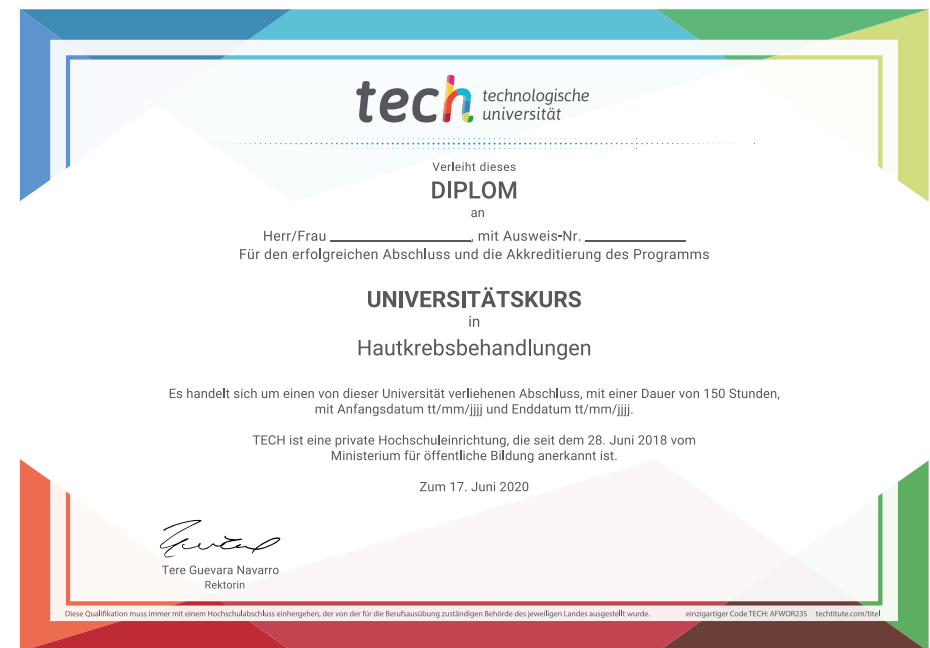 tech technologische
universität
Verleiht dieses
DIPLOM
an
Herr/Frau ____________________, mit Ausweis-Nr. ______________
Für den erfolgreichen Abschluss und die Akkreditierung des Programms
UNIVERSITÄTSKURS
in
Hautkrebsbehandlungen
Es handelt sich um einen von dieser Universität verliehenen Abschluss, mit einer Dauer von 150 Stunden,
mit Anfangsdatum tt/mm/jjjj und Enddatum tt/mm/jjjj.
TECH ist eine private Hochschuleinrichtung, die seit dem 28. Juni 2018 vom
Ministerium für öffentliche Bildung anerkannt ist.
Zum 17. Juni 2020
Tere Guevara Navarro
Rektorin
Diese Qualifikation muss immer mit einem Hochschulabschluss einhergehen, der von der für die Berufsausübung zuständigen Behörde des jeweiligen Landes ausgestellt wurde. einzigartiger Code TECH: AFWOR23S techtitute.com/titel